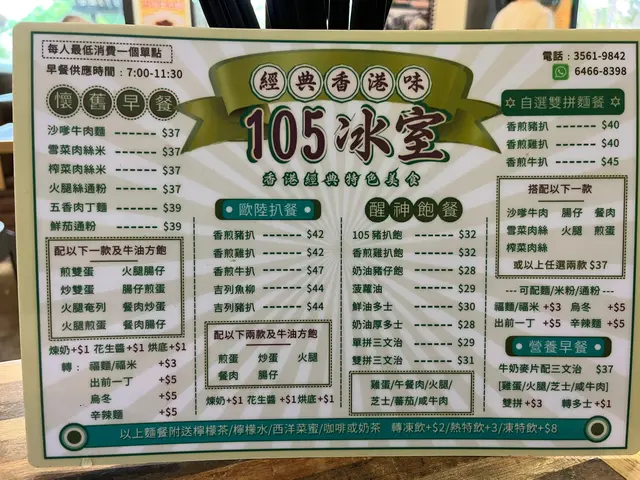 每人最低消費一個單點
早餐供應時間：7:00-11:30
電話：3561-9842
6466-8398
經典香港味
105冰室
香港經典特色美食
懷舊早餐
沙嗲牛肉麵 ------ $37
雪菜肉絲米 ------ $37
榨菜肉絲米 ------ $37
火腿絲通粉 ------ $37
五香肉丁麵 ------ $39
鮮茄通粉 ------ $39
配以下一款及牛油方飽
煎雙蛋 火腿腸仔
炒雙蛋 腸仔煎蛋
火腿奄列 餐肉炒蛋
火腿煎蛋 餐肉腸仔
煉奶+$1 花生醬+$1 烘底+$1
轉：福麵/福米 +$3
出前一丁 +$5
烏冬 +$5
辛辣麵 +$5
歐陸扒餐
香煎豬扒 ------ $42
香煎雞扒 ------ $42
香煎牛扒 ------ $47
吉列魚柳 ------ $44
吉列豬扒 ------ $44
配以下兩款及牛油方飽
煎蛋 炒蛋 火腿
餐肉 腸仔
煉奶+$1 花生醬 +$1烘底+$1
醒神飽餐
105豬扒飽 ------ $32
香煎雞扒飽 ------ $32
奶油豬仔飽 ------ $28
菠蘿油 ------ $29
鮮油多士 ------ $30
奶油厚多士 ------ $28
單拼三文治 ------ $29
雙拼三文治 ------ $31
雞蛋/午餐肉/火腿/
芝士/蕃茄/咸牛肉
自選雙拼麵餐
香煎豬扒 ------ $40
香煎雞扒 ------ $40
香煎牛扒 ------ $45
搭配以下一款
沙嗲牛肉 腸仔 餐肉
雪菜肉絲 火腿 煎蛋
榨菜肉絲
或以上任選兩款 $37
---可配麵/米粉/通粉---
福麵/福米 +$3 烏冬 +$5
出前一丁 +$5 辛辣麵 +$5
營養早餐
牛奶麥片配三文治 $37
[雞蛋/火腿/芝士/咸牛肉]
雙拼 +$3 轉多士+$1
以上麵餐附送檸檬茶/檸檬水/西洋菜蜜/咖啡或奶茶 轉凍飲+$2/熱特飲+3/凍特飲+$8